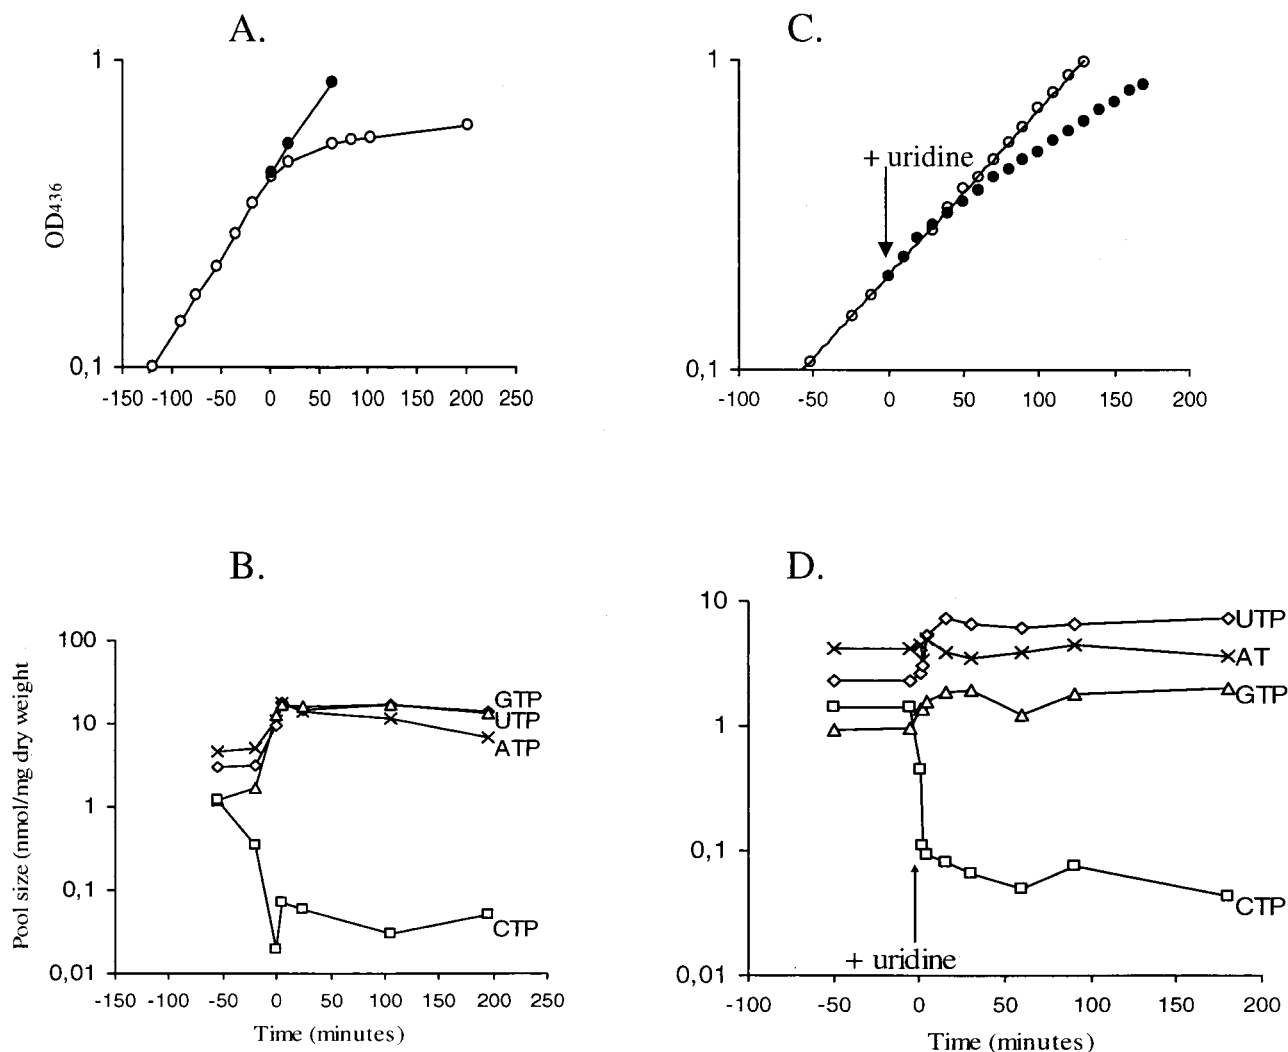 A.
1
OD436
0,1
-150 -100 -50 0 50 100 150 200 250
C.
1
+ uridine
0,1
-100 -50 0 50 100 150 200
B.
Pool size (nmol/mg dry weight
100
10
1
0,1
0,01
GTP
UTP
ATP
CTP
-150 -100 -50 0 50 100 150 200 250
Time (minutes)
D.
10
1
0,1
0,01
UTP
AT
GTP
CTP
+ uridine
-100 -50 0 50 100 150 200
Time (minutes)